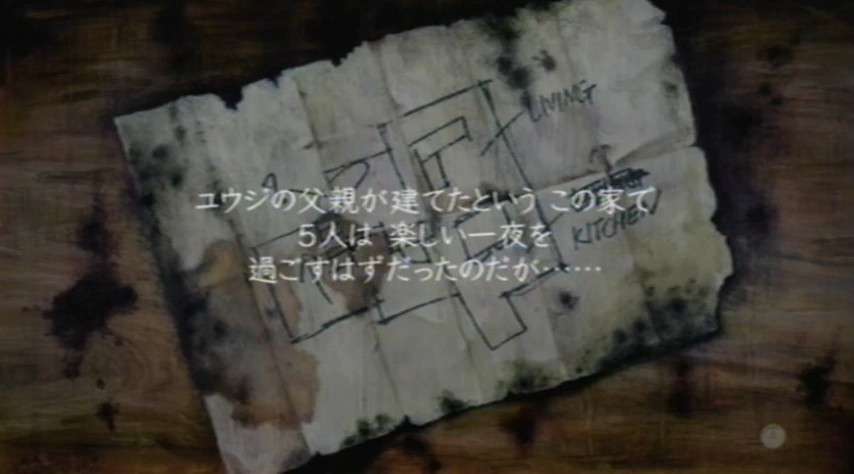 LIVING
ユウジの父親が建てたという この家で
5人は 楽しい一夜を
過ごすはずだったのだが……
KITCHEN